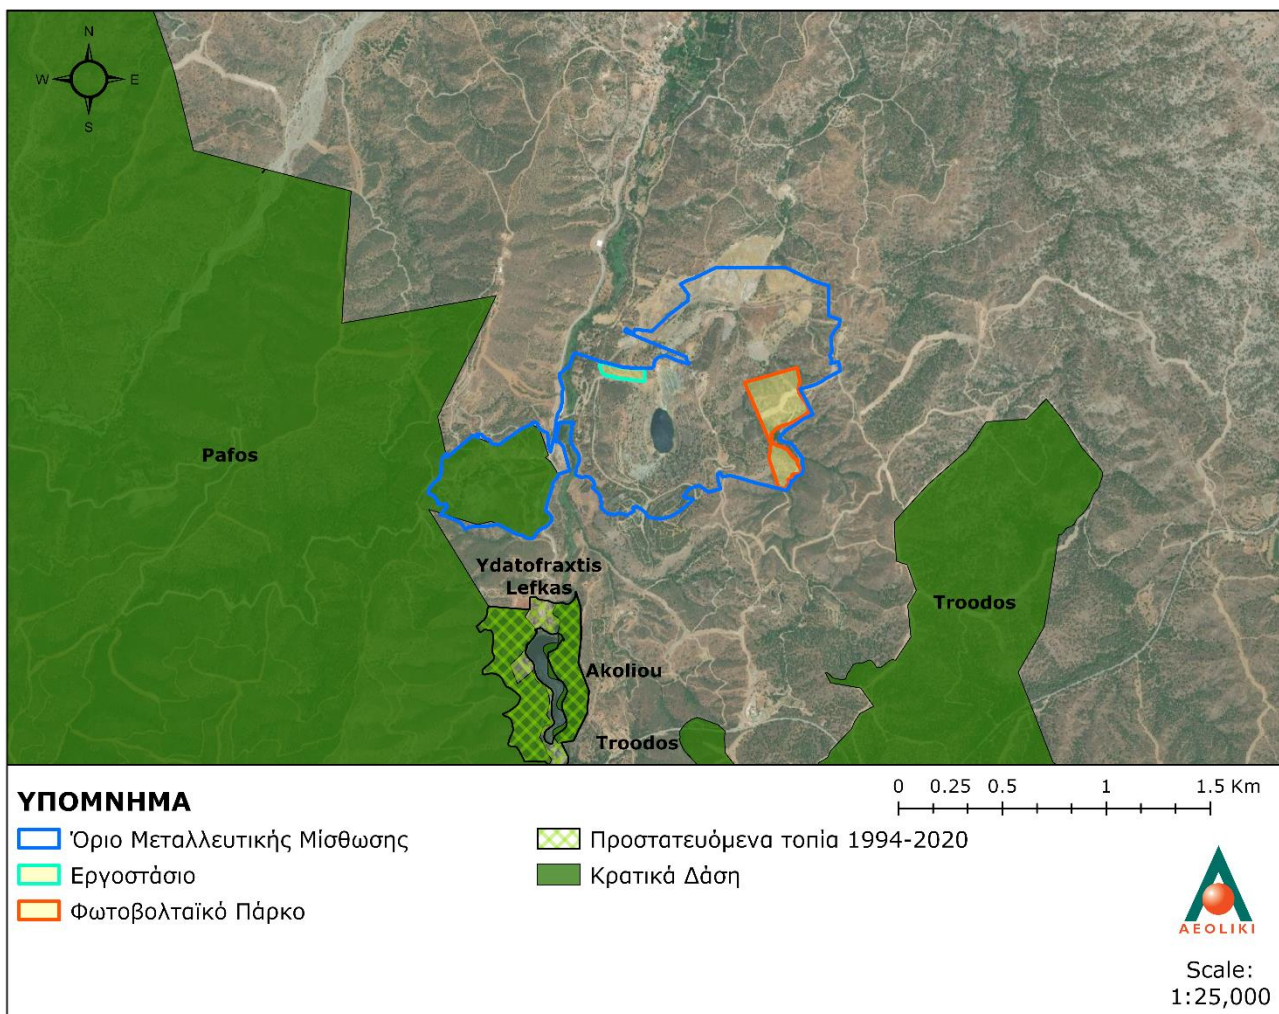 N
W E
S
Pafos
Ydatofraxtis
Lefkas
Akoliou
Troodos
Troodos
ΥΠΟΜΝΗΜΑ
Όριο Μεταλλευτικής Μίσθωσης
Εργοστάσιο
Φωτοβολταϊκό Πάρκο
Προστατευόμενα τοπία 1994-2020
Κρατικά Δάση
0 0.25 0.5 1 1.5 Km
AEOLIKI
Scale:
1:25,000